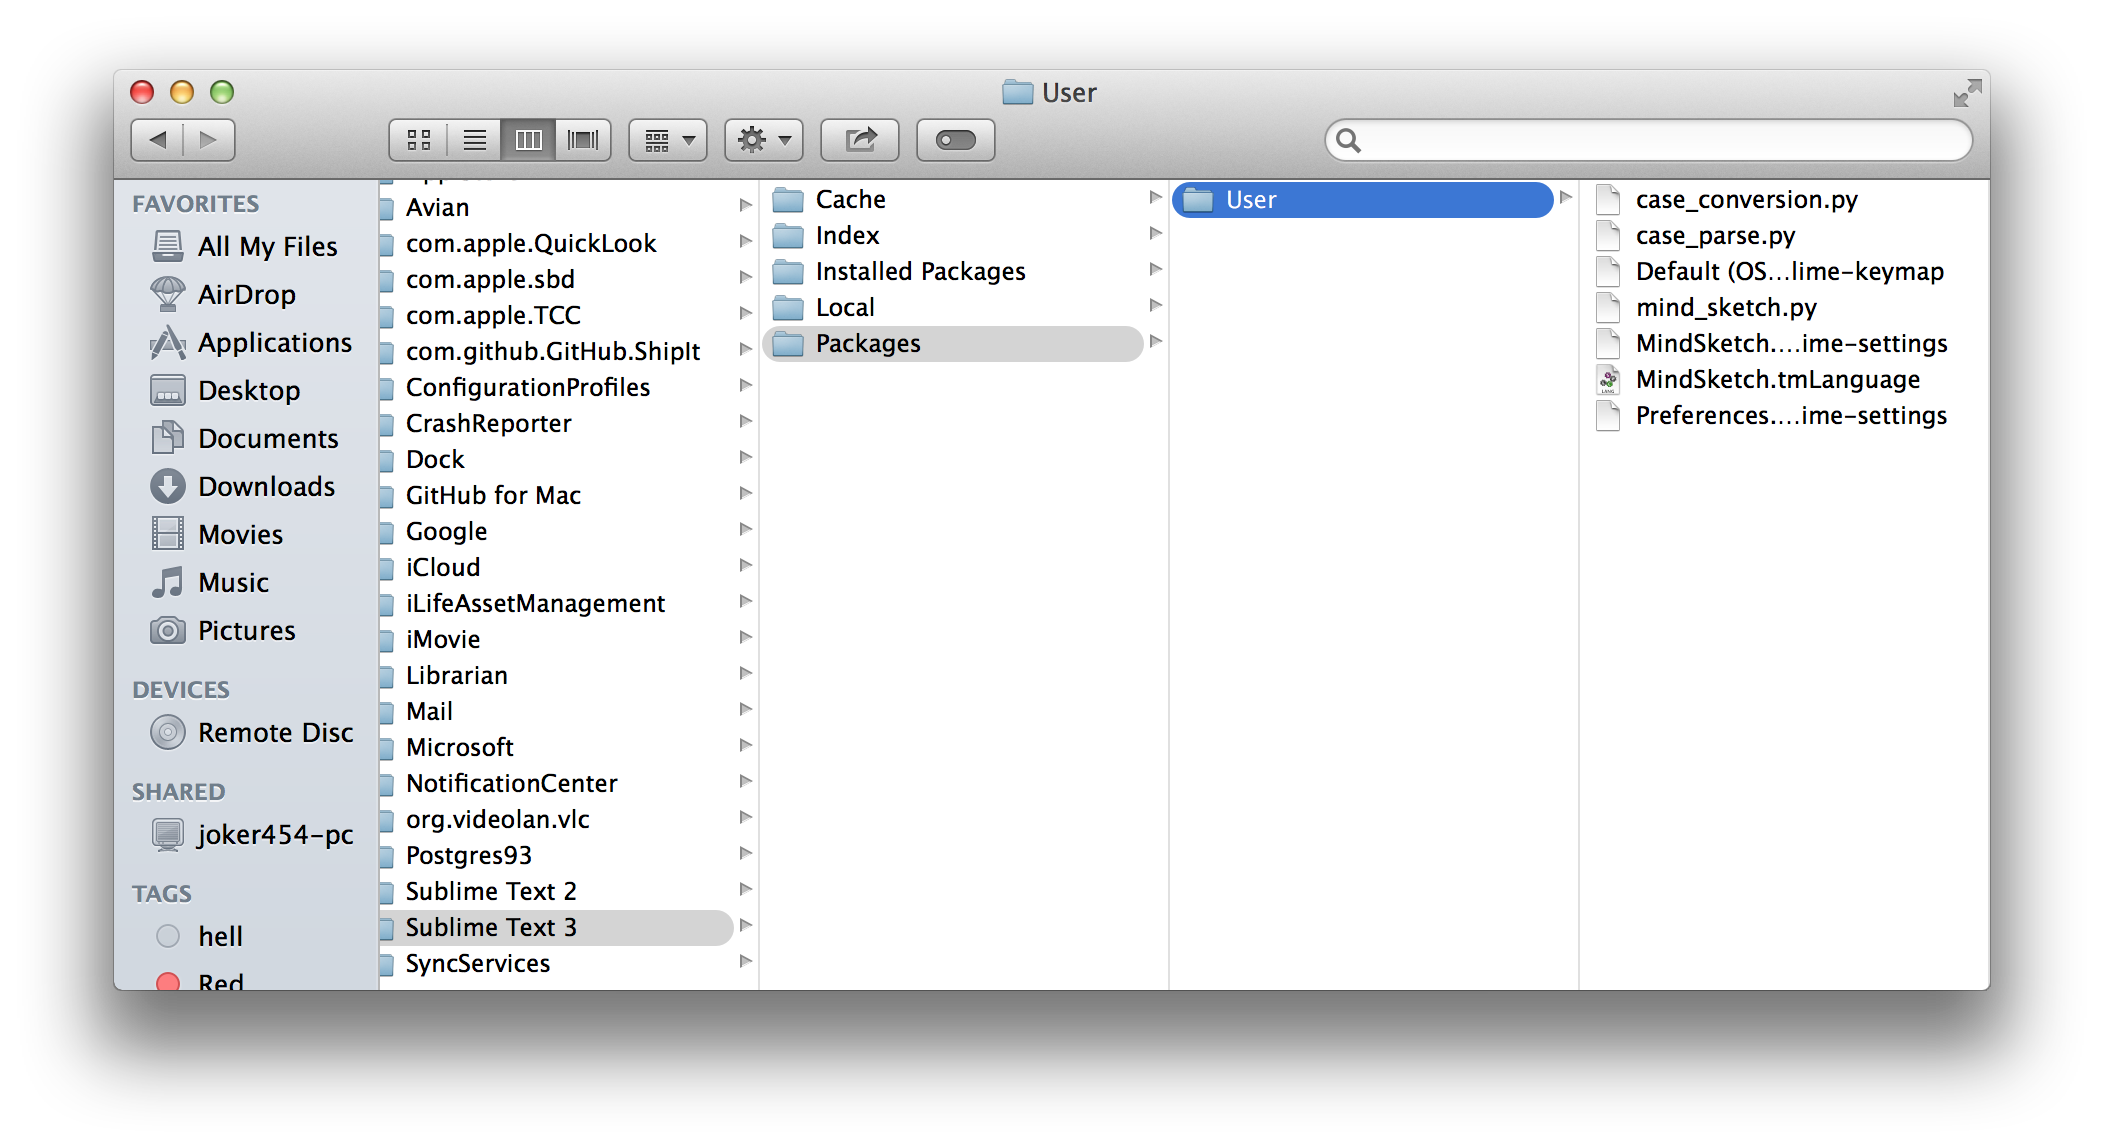 User
FAVORITES
All My Files
AirDrop
Applications
Desktop
Documents
Downloads
Movies
Music
Pictures
DEVICES
Remote Disc
SHARED
joker454-pc
TAGS
hell
Red
Avian
com.apple.QuickLook
com.apple.sbd
com.apple.TCC
com.github.GitHub.ShipIt
ConfigurationProfiles
CrashReporter
Dock
GitHub for Mac
Google
iCloud
iLifeAssetManagement
iMovie
Librarian
Mail
Microsoft
NotificationCenter
org.videolan.vlc
Postgres93
Sublime Text 2
Sublime Text 3
SyncServices
Cache
Index
Installed Packages
Local
Packages
User
case_conversion.py
case_parse.py
Default (OS...lime-keymap
mind_sketch.py
MindSketch....ime-settings
MindSketch.tmLanguage
Preferences....ime-settings